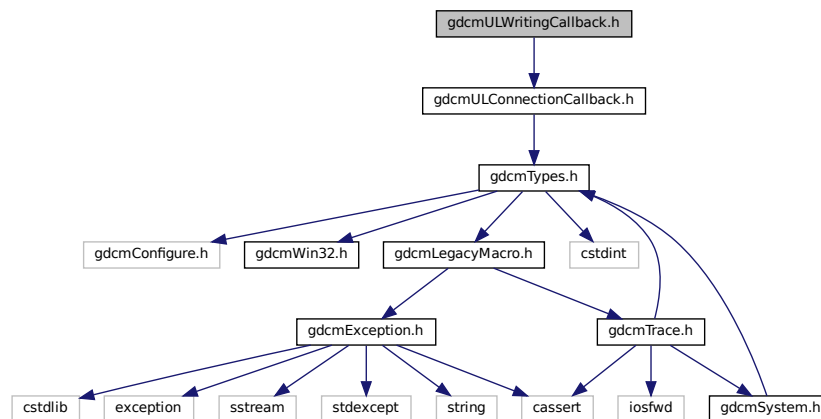 gdcmULWritingCallback.h
gdcmULConnectionCallback.h
gdcmTypes.h
gdcmConfigure.h
gdcmWin32.h
gdcmLegacyMacro.h
cstdint
gdcmException.h
gdcmTrace.h
cstdlib
exception
sstream
stdexcept
string
cassert
iosfwd
gdcmSystem.h